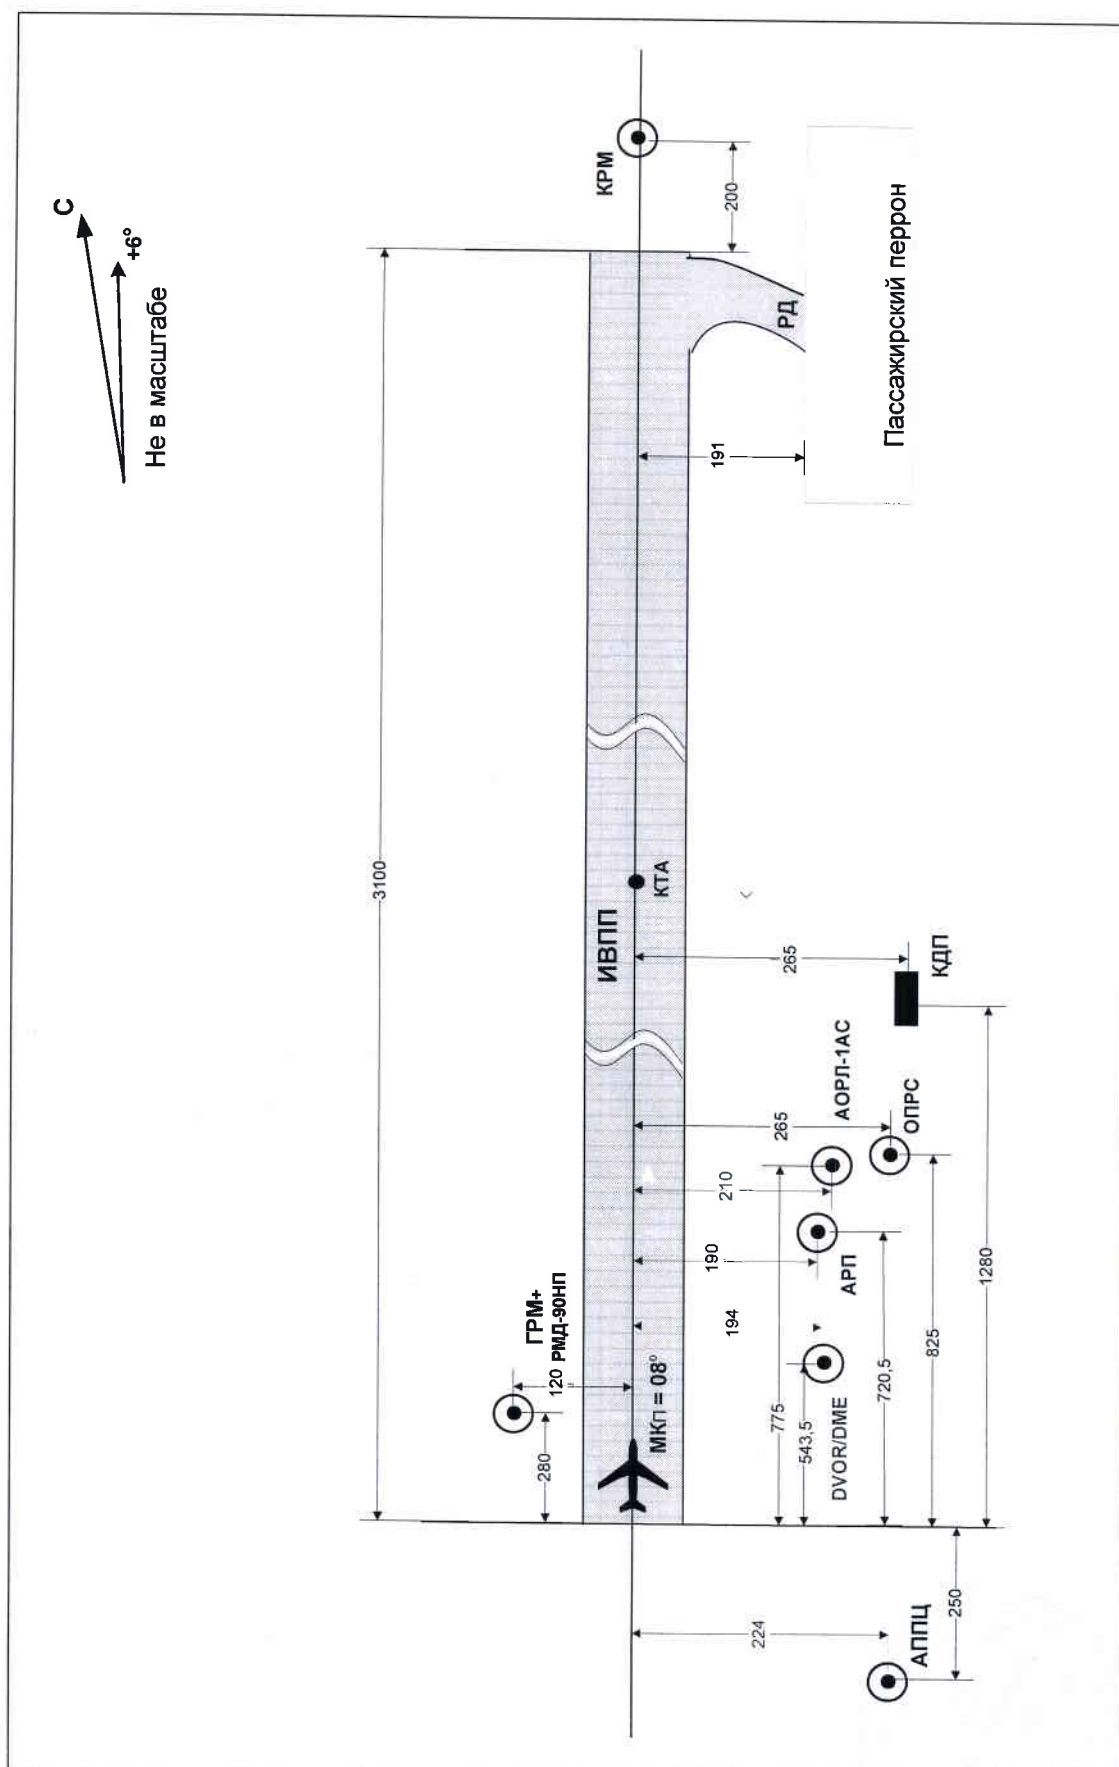 С
+6°
Не в масштабе
КРМ
200
3100
РД
Пассажирский перрон
191
ИВПП
КТА
265
КДП
265
АОРЛ-1АС
ОПРС
210
190
АРП
194
1280
825
720,5
775
543,5
DVOR/DME
ГРМ+
РМД-90НП
120
280
МКп = 08°
224
АППЦ
250